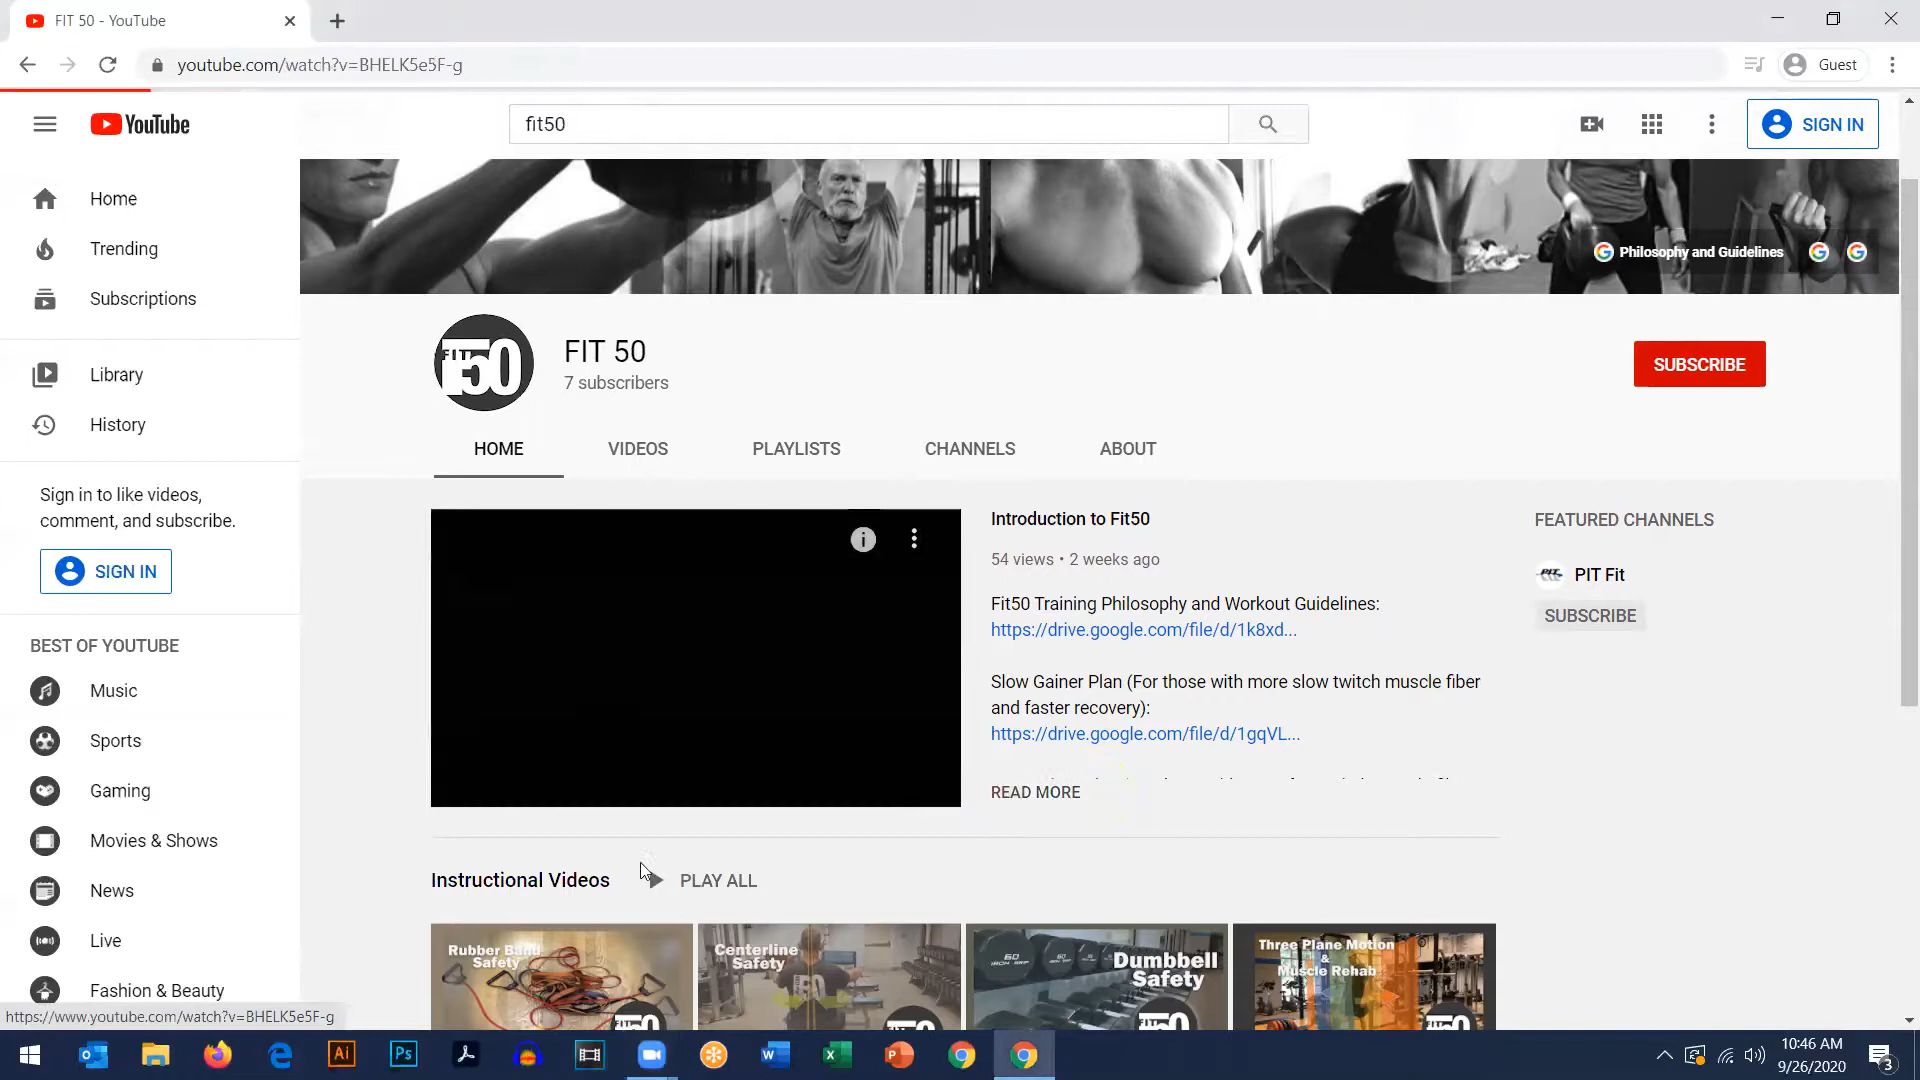 FIT 50 - YouTube
youtube.com/watch?v=BHELK5e5F-g
Guest
YouTube
fit50
SIGN IN
Home
Trending
Subscriptions
Library
History
Sign in to like videos,
comment, and subscribe.
SIGN IN
BEST OF YOUTUBE
Music
Sports
Gaming
Movies & Shows
News
Live
Fashion & Beauty
https://www.youtube.com/watch?v=BHELK5e5F-g
Philosophy and Guidelines
FIT 50
FIT 50
7 subscribers
SUBSCRIBE
HOME
VIDEOS
PLAYLISTS
CHANNELS
ABOUT
Introduction to Fit50
54 views • 2 weeks ago
Fit50 Training Philosophy and Workout Guidelines:
https://drive.google.com/file/d/1k8xd...
Slow Gainer Plan (For those with more slow twitch muscle fiber
and faster recovery):
https://drive.google.com/file/d/1gqVL...
READ MORE
FEATURED CHANNELS
PIT Fit
SUBSCRIBE
Instructional Videos
PLAY ALL
Rubber Band
Safety
Centerline
Safety
Dumbbell
Safety
Three Plane Motion
&
Muscle Rehab
10:46 AM
9/26/2020
3